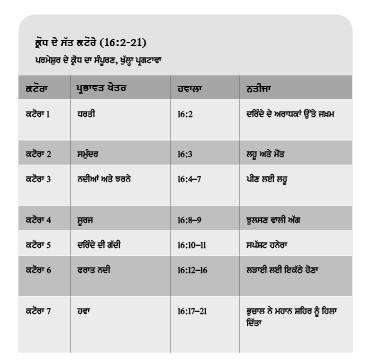 ਕ੍ਰੋਧ ਦੇ ਸੱਤ ਕਟੋਰੇ (16:2-21)
ਪਰਮੇਸ਼ੁਰ ਦੇ ਕ੍ਰੋਧ ਦਾ ਸੰਪੂਰਣ, ਖੁੱਲ੍ਹਾ ਪ੍ਰਗਟਾਵਾ
ਕਟੋਰਾ ਪ੍ਰਭਾਵਤ ਖੇਤਰ ਹਵਾਲਾ ਨਤੀਜਾ
ਕਟੋਰਾ 1 ਧਰਤੀ 16:2 ਦਰਿੰਦੇ ਦੇ ਅਰਾਧਕਾਂ ਉੱਤੇ ਜ਼ਖ਼ਮ
ਕਟੋਰਾ 2 ਸਮੁੰਦਰ 16:3 ਲਹੂ ਅਤੇ ਮੌਤ
ਕਟੋਰਾ 3 ਨਦੀਆਂ ਅਤੇ ਝਰਨੇ 16:4–7 ਪੀਣ ਲਈ ਲਹੂ
ਕਟੋਰਾ 4 ਸੂਰਜ 16:8–9 ਝੁਲਸਣ ਵਾਲੀ ਅੱਗ
ਕਟੋਰਾ 5 ਦਰਿੰਦੇ ਦੀ ਗੱਦੀ 16:10–11 ਸਪੱਸ਼ਟ ਹਨੇਰਾ
ਕਟੋਰਾ 6 ਫਰਾਤ ਨਦੀ 16:12–16 ਲੜਾਈ ਲਈ ਇਕੱਠੇ ਹੋਣਾ
ਕਟੋਰਾ 7 ਹਵਾ 16:17–21 ਭੁਚਾਲ ਨੇ ਮਹਾਨ ਸ਼ਹਿਰ ਨੂੰ ਹਿਲਾ
ਦਿੱਤਾ